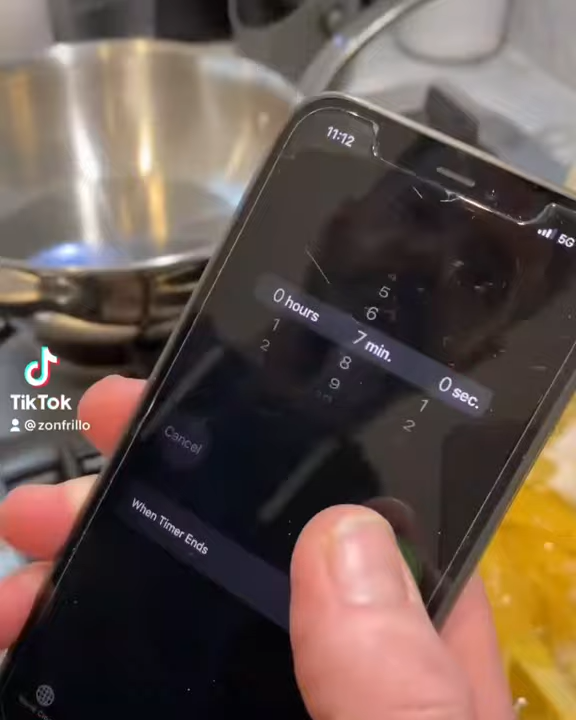 11:12
5G
4
5
6
0 hours 7 min. 0 sec.
1 8 1
2 9 2
10
Cancel
When Timer Ends
TikTok
@zonfrillo